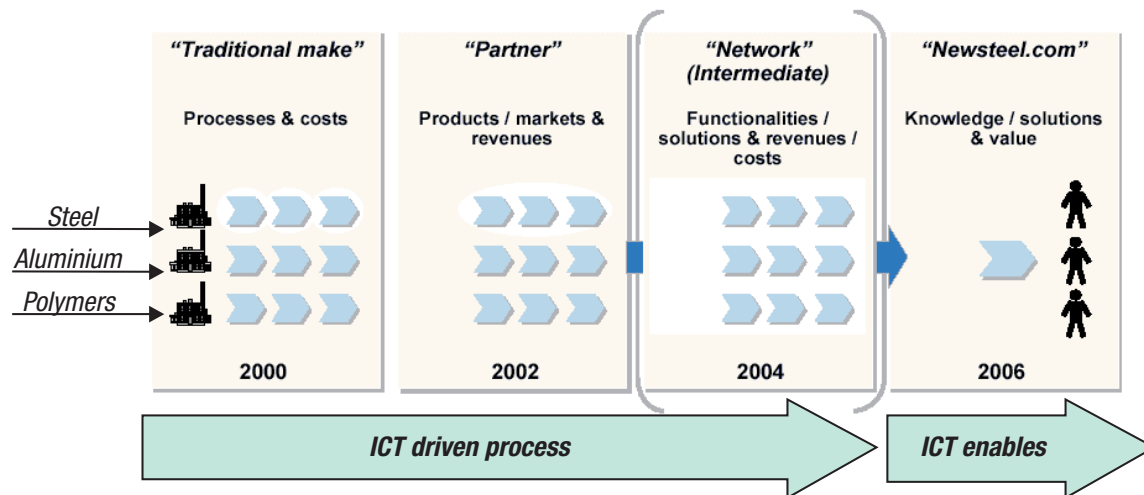 “Traditional make”
Processes & costs
Steel
Aluminium
Polymers
2000
“Partner”
Products / markets &
revenues
2002
“Network”
(Intermediate)
Functionalities /
solutions & revenues /
costs
2004
“Newsteel.com”
Knowledge / solutions
& value
2006
ICT driven process
ICT enables